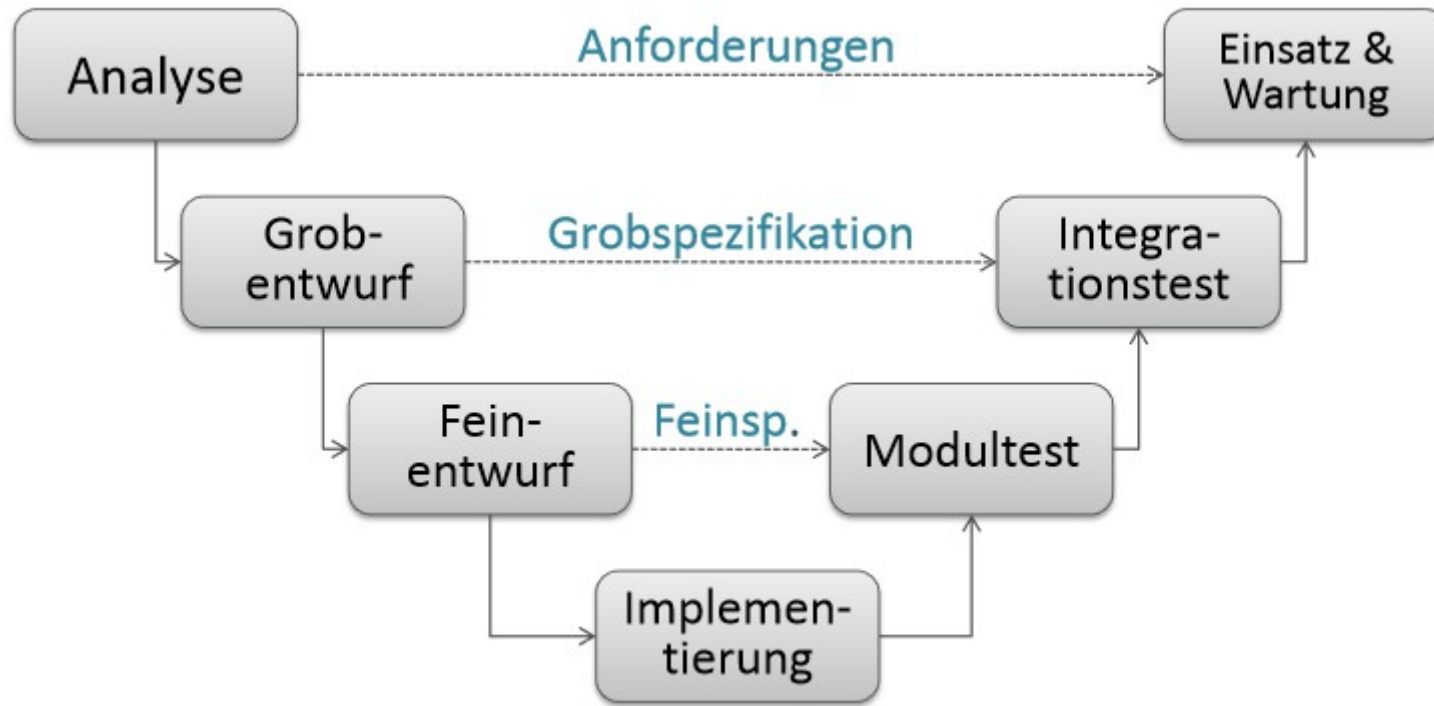 Analyse
Anforderungen
Einsatz &
Wartung
Grob-
entwurf
Grobspezifikation
Integra-
tionstest
Fein-
entwurf
Feinsp.
Modultest
Implemen-
tierung